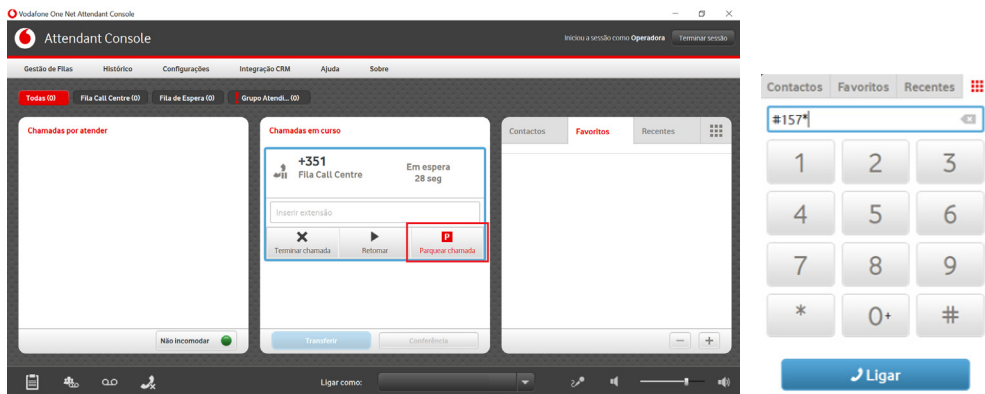 Vodafone One Net Attendant Console
Attendant Console
Iniciou a sessão como Operadora
Terminar sessão
Gestão de Filas Histórico Configurações Integração CRM Ajuda Sobre
Todas (0) Fila Call Centre (0) Fila de Espera (0) Grupo Atendi... (0)
Chamadas por atender
Não incomodar
Chamadas em curso
+351
Fila Call Centre
Em espera
28 seg
Inserir extensão
Terminar chamada Retomar P Parquear chamada
Transferir Conferência
Contactos Favoritos Recentes
Ligar como:
Contactos Favoritos Recentes
#157*
1 2 3
4 5 6
7 8 9
* 0+ #
Ligar